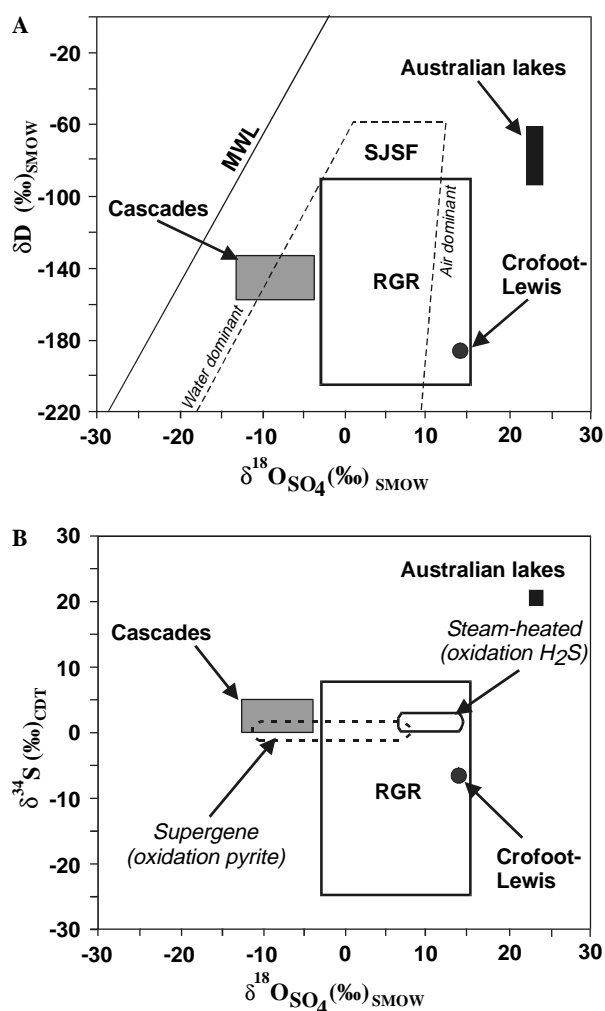 A
-20
-60
-100
-140
-180
-220
δD (‰)SMOW
MWL
Australian lakes
SJSF
Cascades
RGR
Air dominant
Crofoot-
Lewis
Water dominant
-30 -20 -10 0 10 20 30
δ18OSO4(‰) SMOW
B
30
20
10
0
-10
-20
-30
δ34S (‰)CDT
Australian lakes
Steam-heated
(oxidation H2S)
Cascades
RGR
Supergene
(oxidation pyrite)
Crofoot-
Lewis
-30 -20 -10 0 10 20 30
δ18OSO4(‰) SMOW